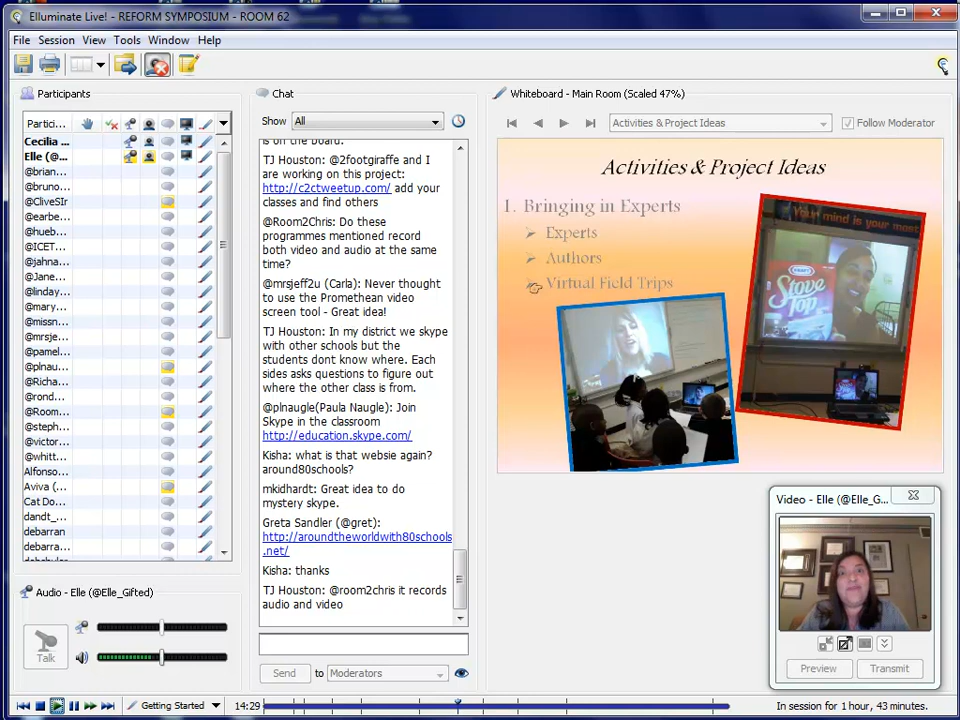 Elluminate Live! - REFORM SYMPOSIUM - ROOM 62
File Session View Tools Window Help
Participants
Partici...
Cecilia ...
Elle (@...
@brian...
@bruno...
@CliveSir
@earbe...
@hueb...
@ICET...
@jahna...
@Jane...
@linday...
@mary...
@missn...
@mrsje...
@pamel...
@plnau...
@Richa...
@rond...
@Room...
@steph...
@victor...
@whitt...
Alfonso...
Aviva (...
Cat Do...
dandt_...
debarran
debarra...
Audio - Elle (@Elle_Gifted)
Talk
Chat
Show All
is on the board.
TJ Houston: @2footgiraffe and I
are working on this project:
http://c2ctweetup.com/ add your
classes and find others
@Room2Chris: Do these
programmes mentioned record
both video and audio at the same
time?
@mrsjeff2u (Carla): Never thought
to use the Promethean video
screen tool - Great idea!
TJ Houston: In my district we skype
with other schools but the
students dont know where. Each
sides asks questions to figure out
where the other class is from.
@plnaugle(Paula Naugle): Join
Skype in the classroom
http://education.skype.com/
Kisha: what is that websie again?
around80schools?
mkidhardt: Great idea to do
mystery skype.
Greta Sandler (@gret):
http://aroundtheworldwith80schools
.net/
Kisha: thanks
TJ Houston: @room2chris it records
audio and video
Send to Moderators
Whiteboard - Main Room (Scaled 47%)
Activities & Project Ideas
Follow Moderator
Activities & Project Ideas
1. Bringing in Experts
Experts
Authors
Virtual Field Trips
Your mind is your most
KRAFT
Stove
Top
Video - Elle (@Elle_G...
Preview Transmit
Getting Started 14:29 In session for 1 hour, 43 minutes.